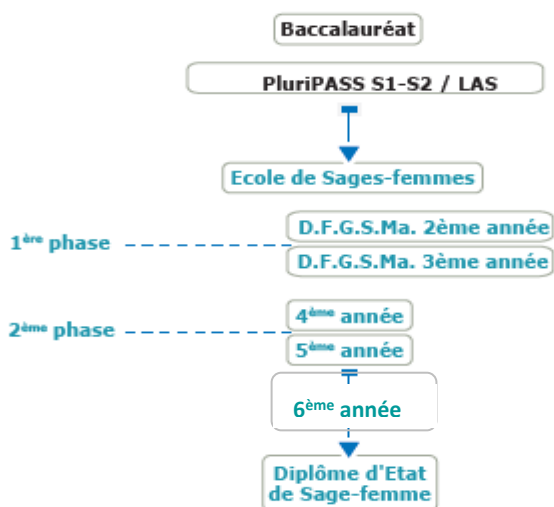 Baccalauréat
PluriPASS S1-S2 / LAS
Ecole de Sages-femmes
1ère phase
D.F.G.S.Ma. 2ème année
D.F.G.S.Ma. 3ème année
2ème phase
4ème année
5ème année
6ème année
Diplôme d'Etat
de Sage-femme